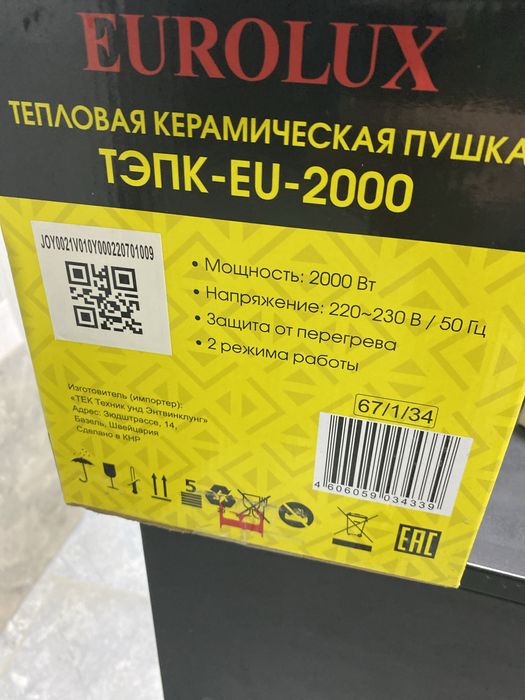 EUROLUX
ТЕПЛОВАЯ КЕРАМИЧЕСКАЯ ПУШКА
ТЭПК-EU-2000
JOY0021V010Y000220701009
• Мощность: 2000 Вт
• Напряжение: 220~230 В / 50 Гц
• Защита от перегрева
• 2 режима работы
Изготовитель (импортер):
«ТЕК Техник унд Энтвинклунг»
Адрес: Зюдштрассе, 14,
Базель, Швейцария
Сделано в КНР
67/1/34
4 606059 034339
5
EAC